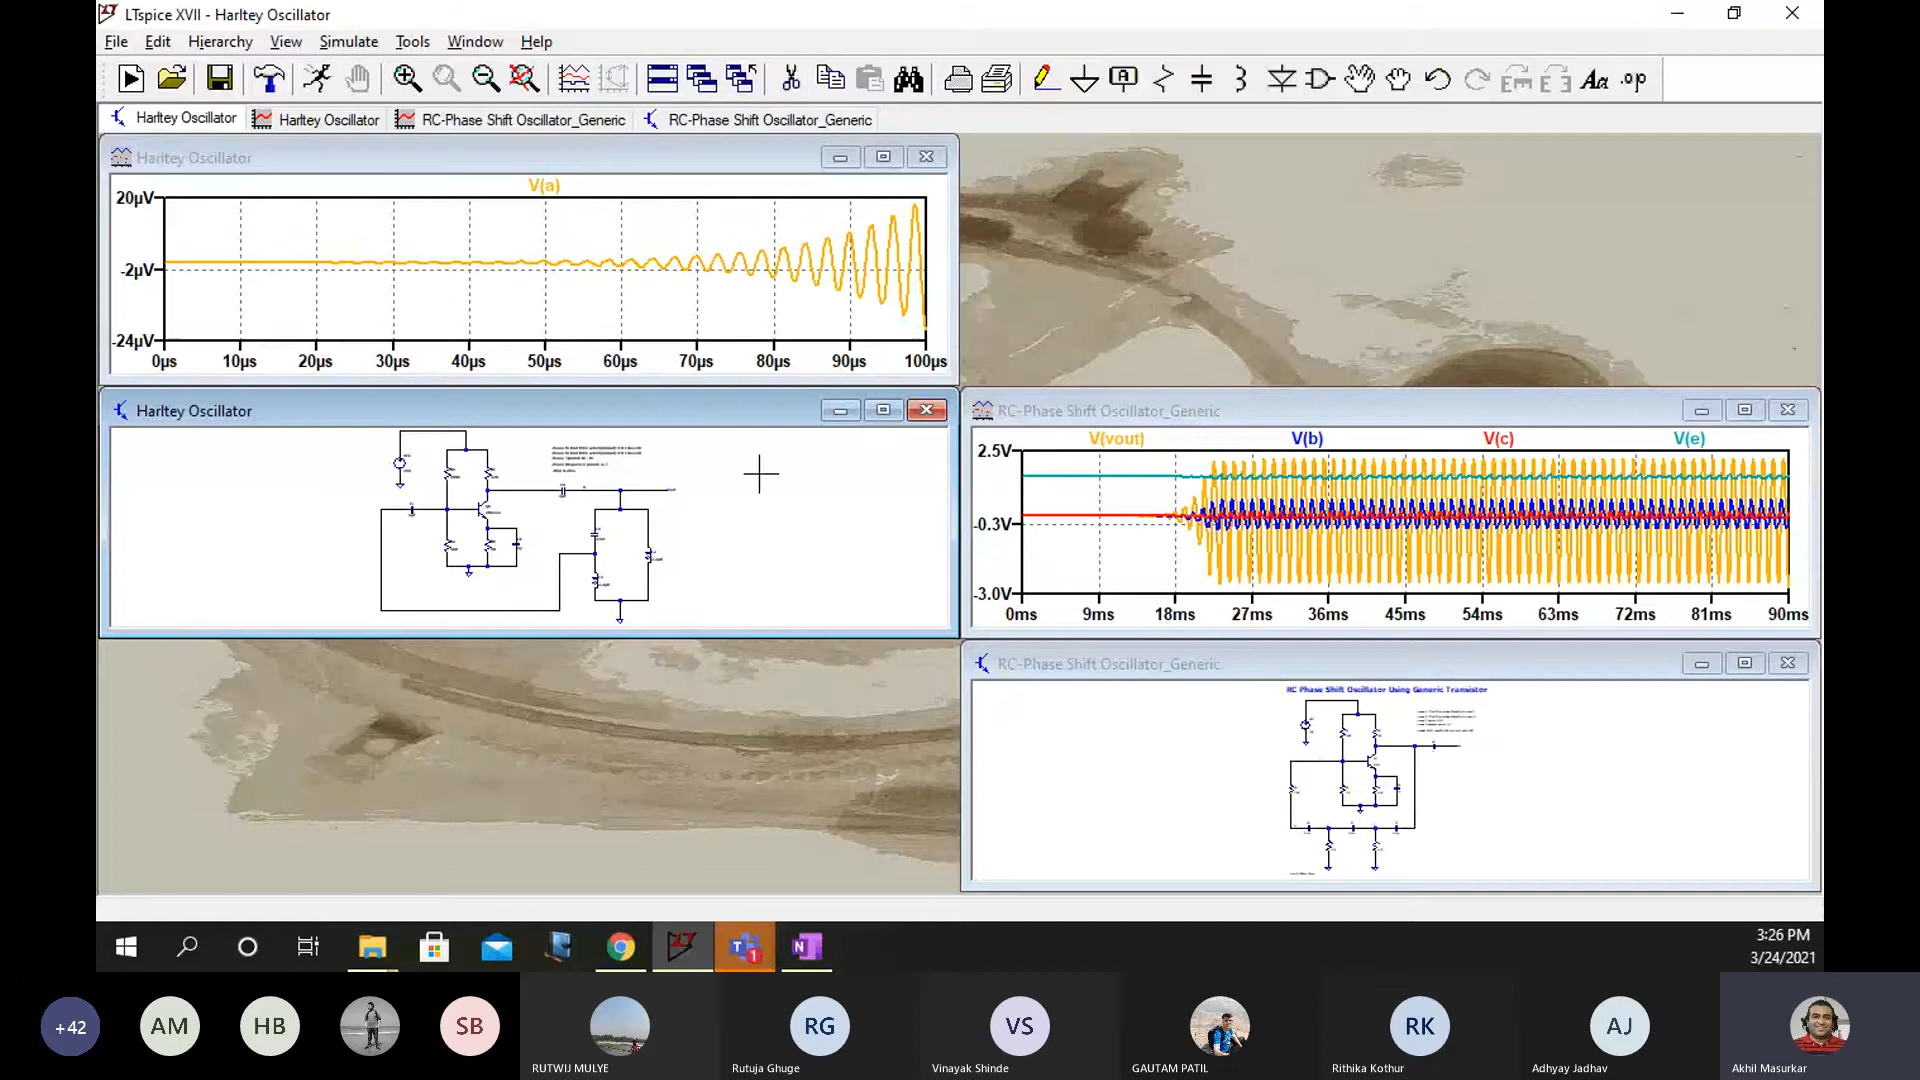 LTspice XVII - Harltey Oscillator
File Edit Hierarchy View Simulate Tools Window Help
Harltey Oscillator Harltey Oscillator RC-Phase Shift Oscillator_Generic RC-Phase Shift Oscillator_Generic
Harltey Oscillator
V(a)
20µV
-2µV
-24µV
0µs 10µs 20µs 30µs 40µs 50µs 60µs 70µs 80µs 90µs 100µs
Harltey Oscillator
RC-Phase Shift Oscillator_Generic
V(vout) V(b) V(c) V(e)
2.5V
-0.3V
-3.0V
0ms 9ms 18ms 27ms 36ms 45ms 54ms 63ms 72ms 81ms 90ms
RC-Phase Shift Oscillator_Generic
RC Phase Shift Oscillator Using Generic Transistor
3:26 PM
3/24/2021
+42 AM HB SB RG VS RK AJ
RUTWIJ MULYE Rutuja Ghuge Vinayak Shinde GAUTAM PATIL Rithika Kothur Adhyay Jadhav Akhil Masurkar